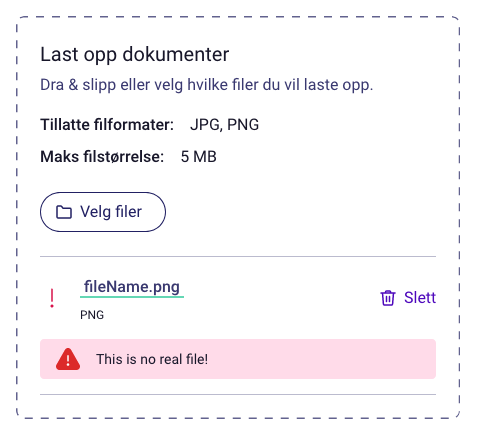 Last opp dokumenter
Dra & slipp eller velg hvilke filer du vil laste opp.
Tillatte filformater: JPG, PNG
Maks filstørrelse: 5 MB
Velg filer
fileName.png
Slett
PNG
This is no real file!